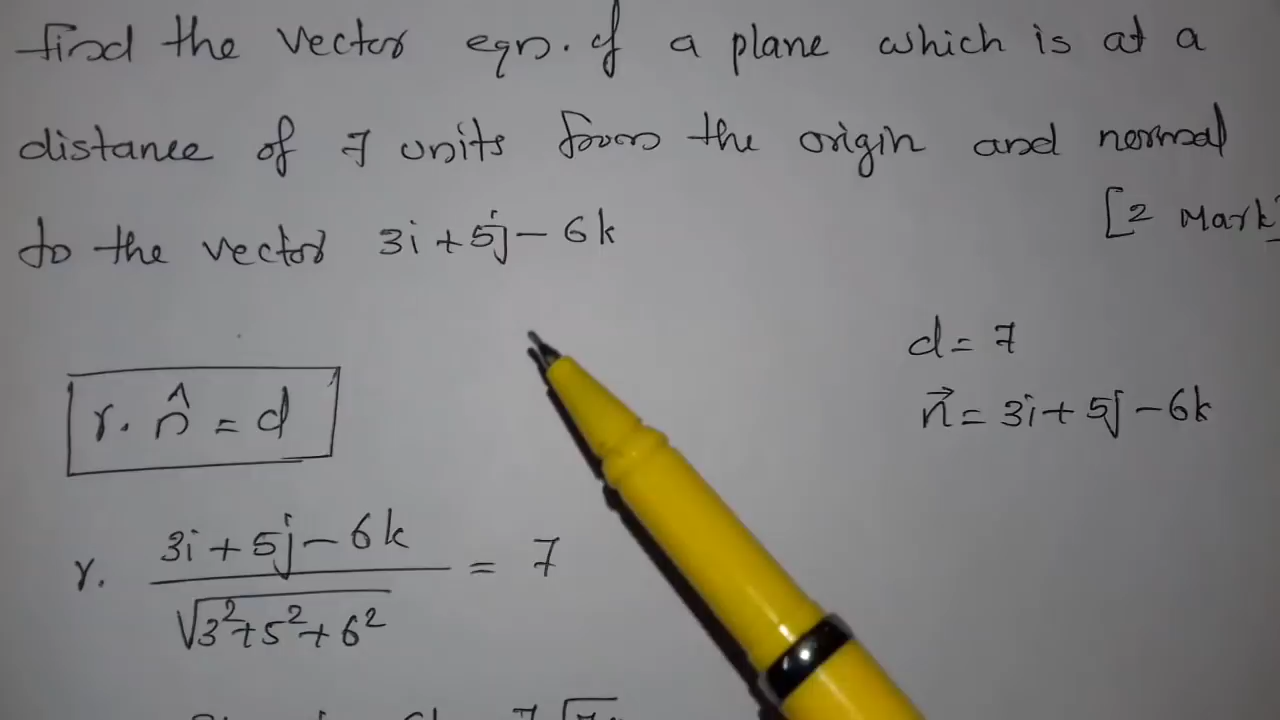 find the vector eqn. of a plane which is at a
distance of 7 units from the origin and normal
to the vector 3i + 5j - 6k
[2 Mark]
d = 7
n⃗ = 3i + 5j - 6k
r. n̂ = d
r. (3i + 5j - 6k) / √(3² + 5² + 6²) = 7